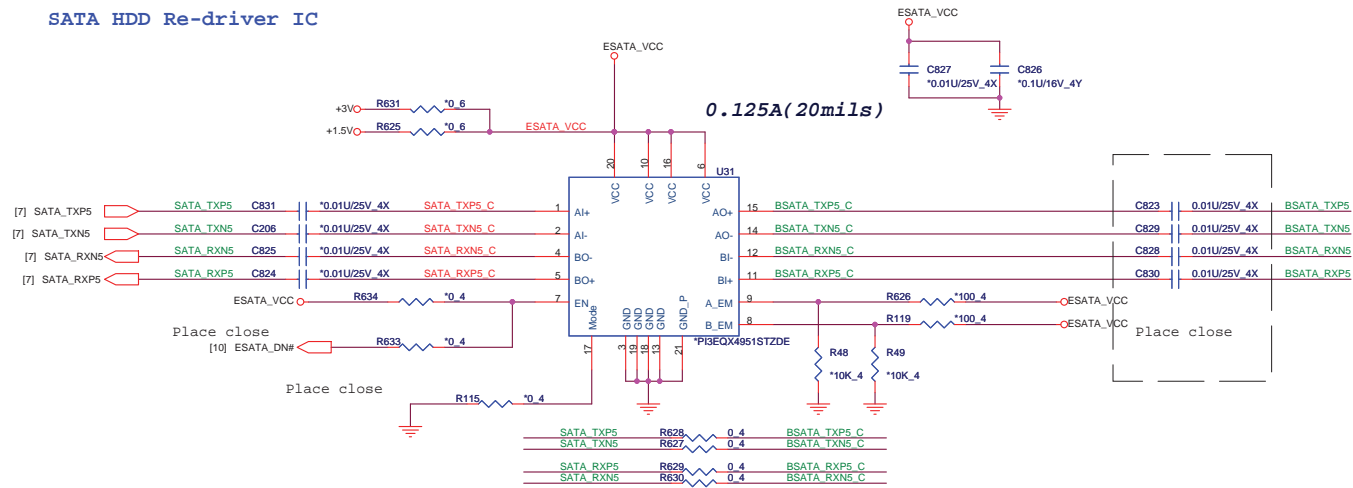 SATA HDD Re-driver IC
ESATA_VCC
ESATA_VCC
C827
*0.01U/25V_4X
C826
*0.1U/16V_4Y
0.125A(20mils)
+3V
R631
*0_6
+1.5V
R625
*0_6
ESATA_VCC
20
10
16
6
U31
VCC
VCC
VCC
VCC
[7] SATA_TXP5
SATA_TXP5
C831
*0.01U/25V_4X
SATA_TXP5_C
1
AI+
AO+
15
BSATA_TXP5_C
C823
0.01U/25V_4X
BSATA_TXP5
[7] SATA_TXN5
SATA_TXN5
C206
*0.01U/25V_4X
SATA_TXN5_C
2
AI-
AO-
14
BSATA_TXN5_C
C829
0.01U/25V_4X
BSATA_TXN5
[7] SATA_RXN5
SATA_RXN5
C825
*0.01U/25V_4X
SATA_RXN5_C
4
BO-
BI-
12
BSATA_RXN5_C
C828
0.01U/25V_4X
BSATA_RXN5
[7] SATA_RXP5
SATA_RXP5
C824
*0.01U/25V_4X
SATA_RXP5_C
5
BO+
BI+
11
BSATA_RXP5_C
C830
0.01U/25V_4X
BSATA_RXP5
ESATA_VCC
R634
*0_4
7
EN
A_EM
9
R626
*100_4
ESATA_VCC
Place close
[10] ESATA_DN#
R633
*0_4
B_EM
8
R119
*100_4
ESATA_VCC
Place close
Mode
GND
GND
GND
GND
GND_P
*PI3EQX4951STZDE
17
3
19
18
13
21
R48
*10K_4
R49
*10K_4
Place close
R115
*0_4
SATA_TXP5
R628
0_4
BSATA_TXP5_C
SATA_TXN5
R627
0_4
BSATA_TXN5_C
SATA_RXP5
R629
0_4
BSATA_RXP5_C
SATA_RXN5
R630
0_4
BSATA_RXN5_C